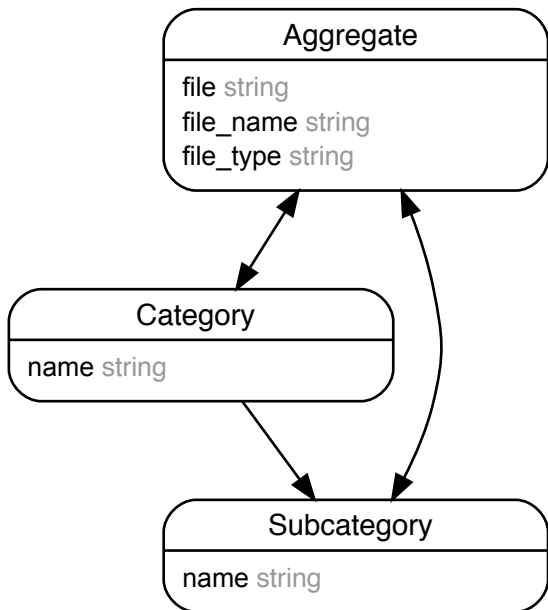 Aggregate
file string
file_name string
file_type string
Category
name string
Subcategory
name string